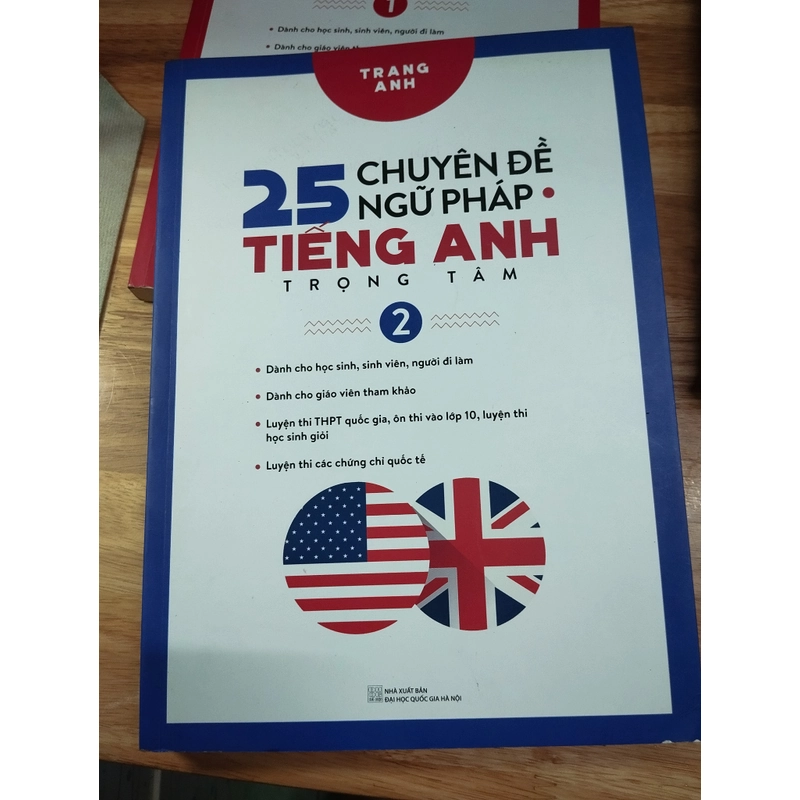 1
• Dành cho học sinh, sinh viên, người đi làm
• Dành cho giáo viên
TRANG
ANH
25 CHUYÊN ĐỀ
NGỮ PHÁP •
TIẾNG ANH
TRỌNG TÂM
2
• Dành cho học sinh, sinh viên, người đi làm
• Dành cho giáo viên tham khảo
• Luyện thi THPT quốc gia, ôn thi vào lớp 10, luyện thi
học sinh giỏi
• Luyện thi các chứng chỉ quốc tế
NHÀ XUẤT BẢN
ĐẠI HỌC QUỐC GIA HÀ NỘI